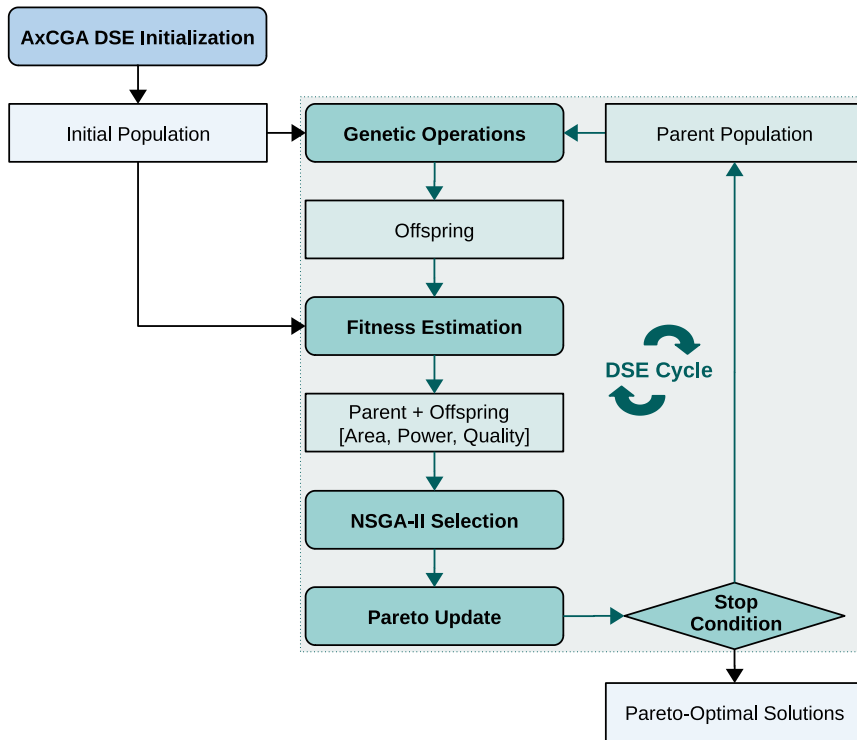 AxCGA DSE Initialization
Initial Population
Genetic Operations
Parent Population
Offspring
Fitness Estimation
DSE Cycle
Parent + Offspring
[Area, Power, Quality]
NSGA-II Selection
Pareto Update
Stop
Condition
Pareto-Optimal Solutions